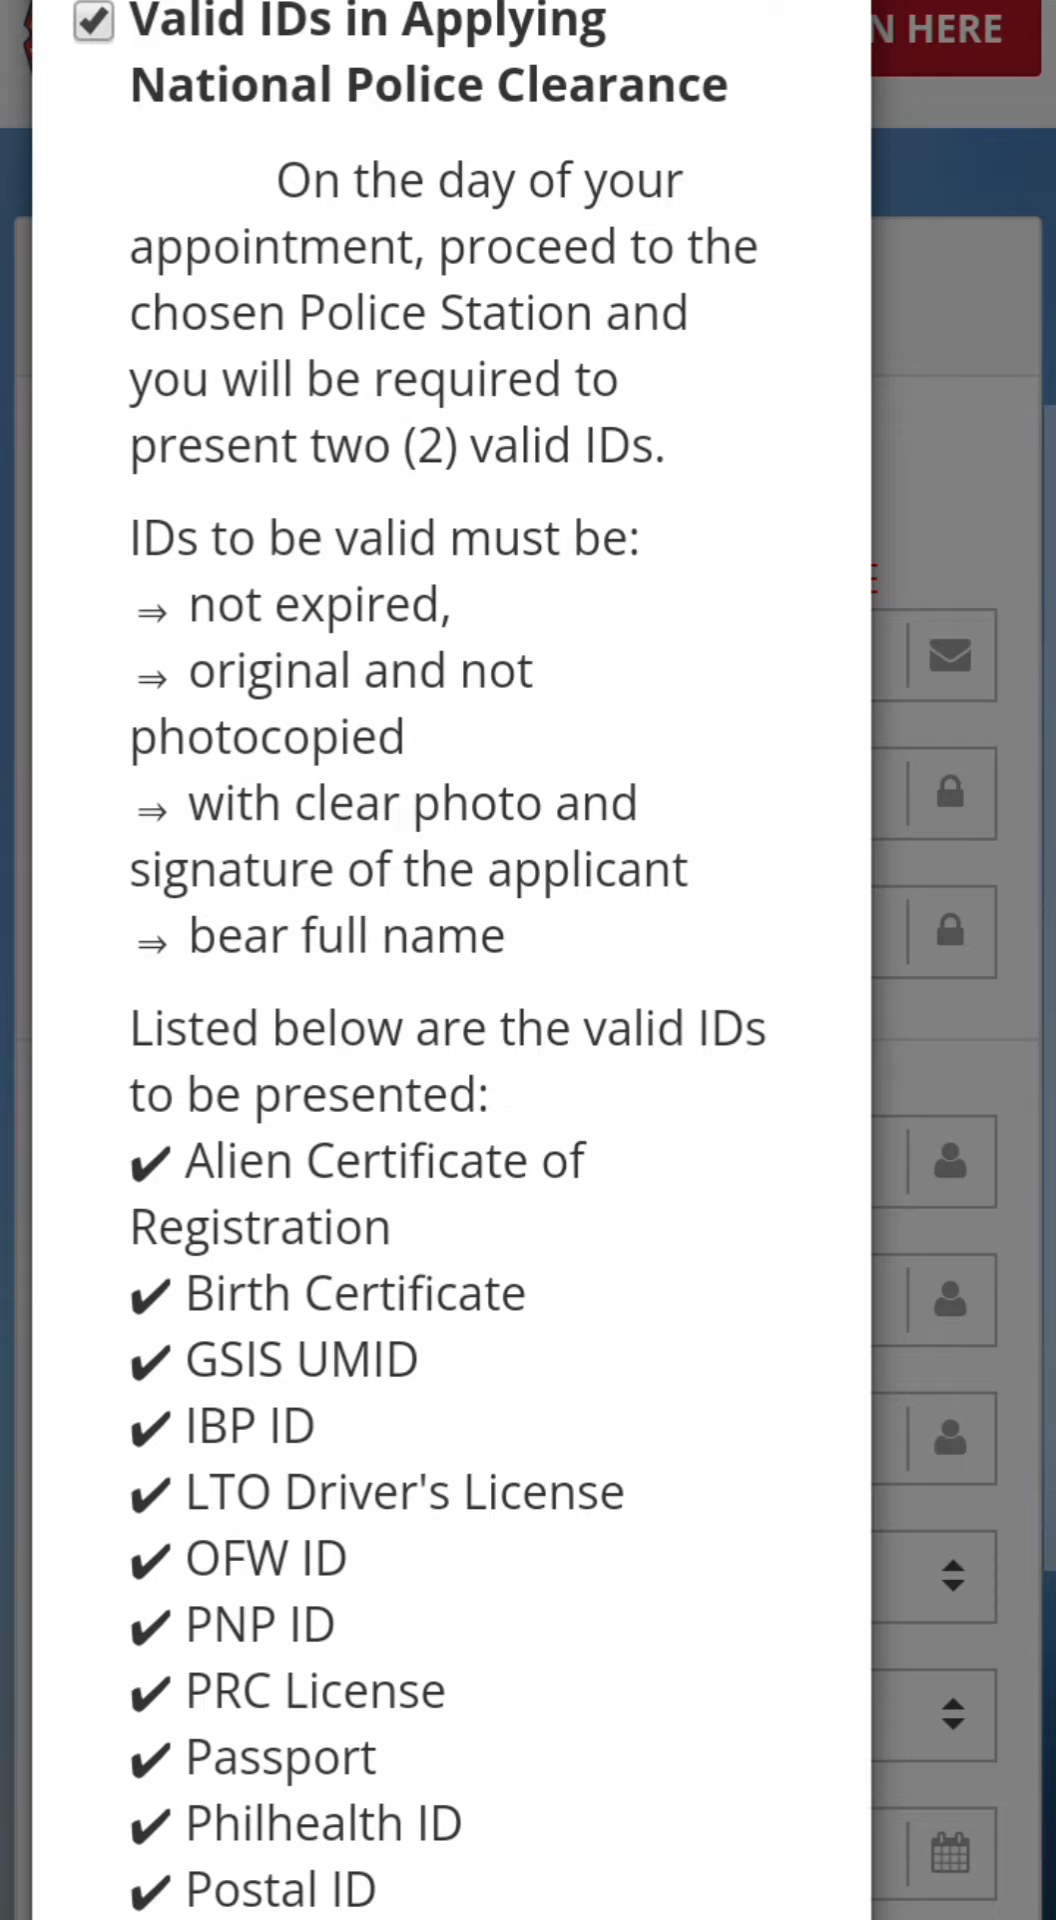 Valid IDs in Applying
N HERE
National Police Clearance
On the day of your
appointment, proceed to the
chosen Police Station and
you will be required to
present two (2) valid IDs.
IDs to be valid must be:
⇒ not expired,
⇒ original and not
photocopied
⇒ with clear photo and
signature of the applicant
⇒ bear full name
Listed below are the valid IDs
to be presented:
✔ Alien Certificate of
Registration
✔ Birth Certificate
✔ GSIS UMID
✔ IBP ID
✔ LTO Driver's License
✔ OFW ID
✔ PNP ID
✔ PRC License
✔ Passport
✔ Philhealth ID
✔ Postal ID